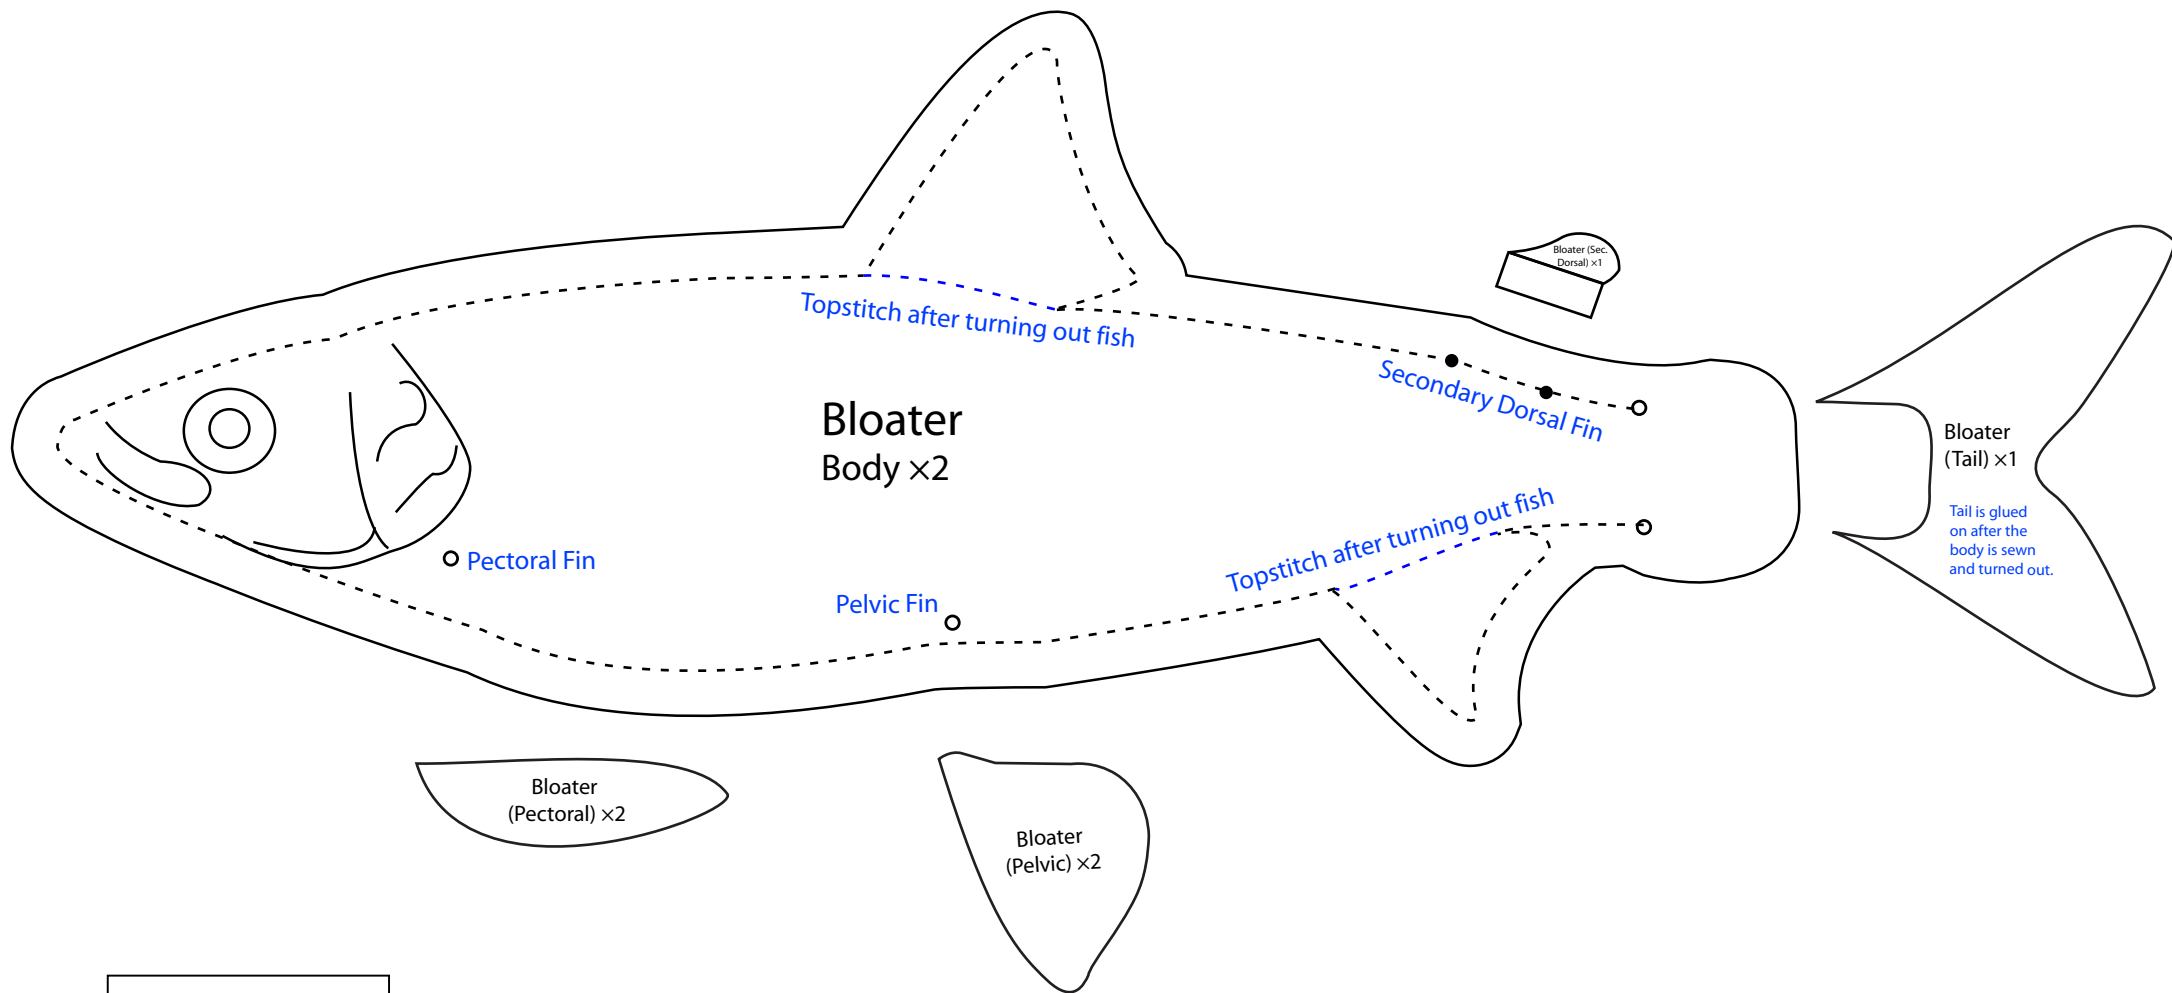 Bloater (Sec.
Dorsal) ×1
Topstitch after turning out fish
Secondary Dorsal Fin
Bloater
Body ×2
Bloater
(Tail) ×1
Tail is glued
on after the
body is sewn
and turned out.
Topstitch after turning out fish
Pectoral Fin
Pelvic Fin
Bloater
(Pectoral) ×2
Bloater
(Pelvic) ×2